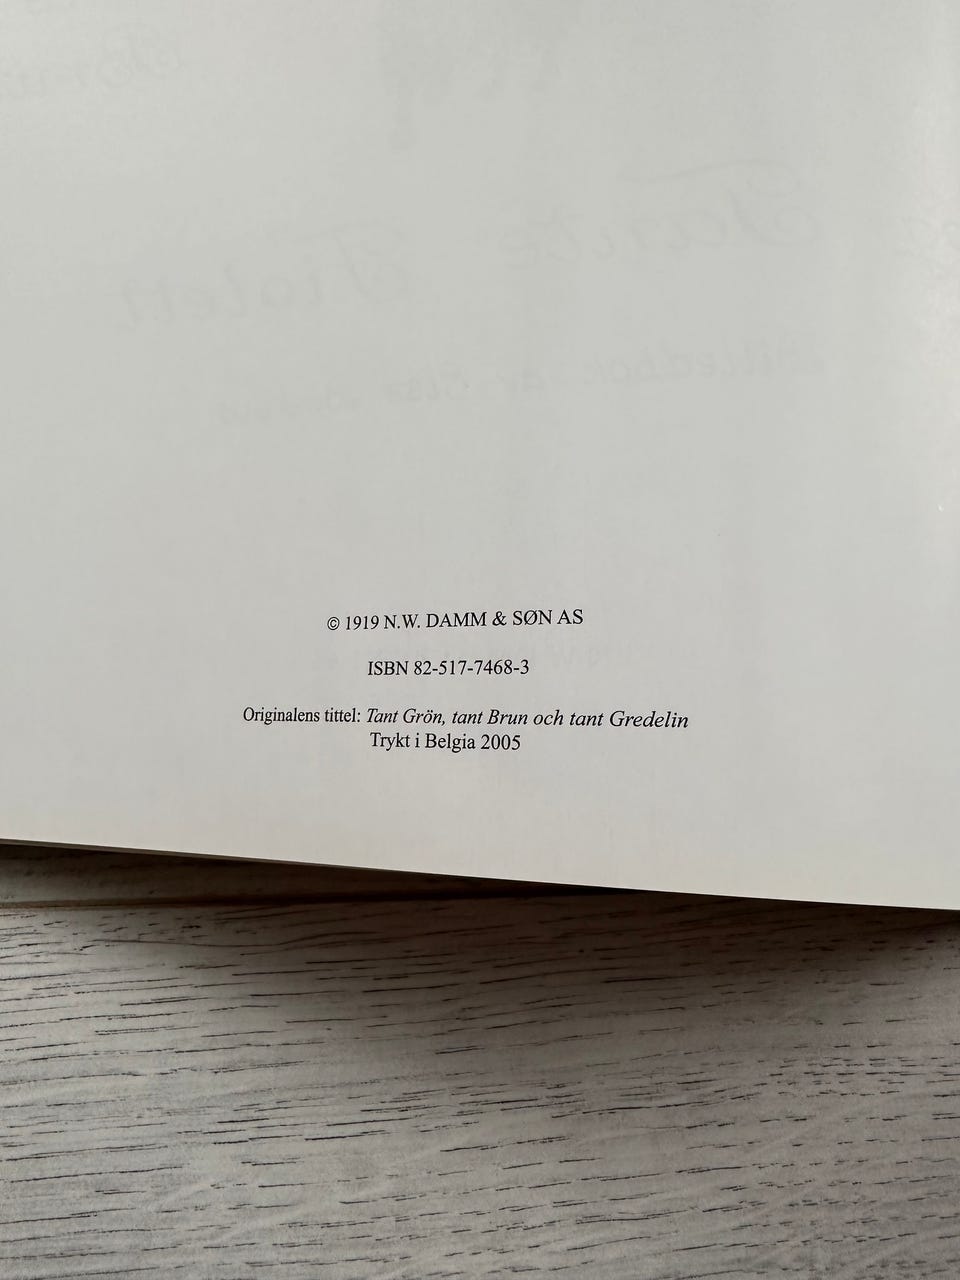 © 1919 N.W. DAMM & SØN AS
ISBN 82-517-7468-3
Originalens tittel: Tant Grön, tant Brun och tant Gredelin
Trykt i Belgia 2005